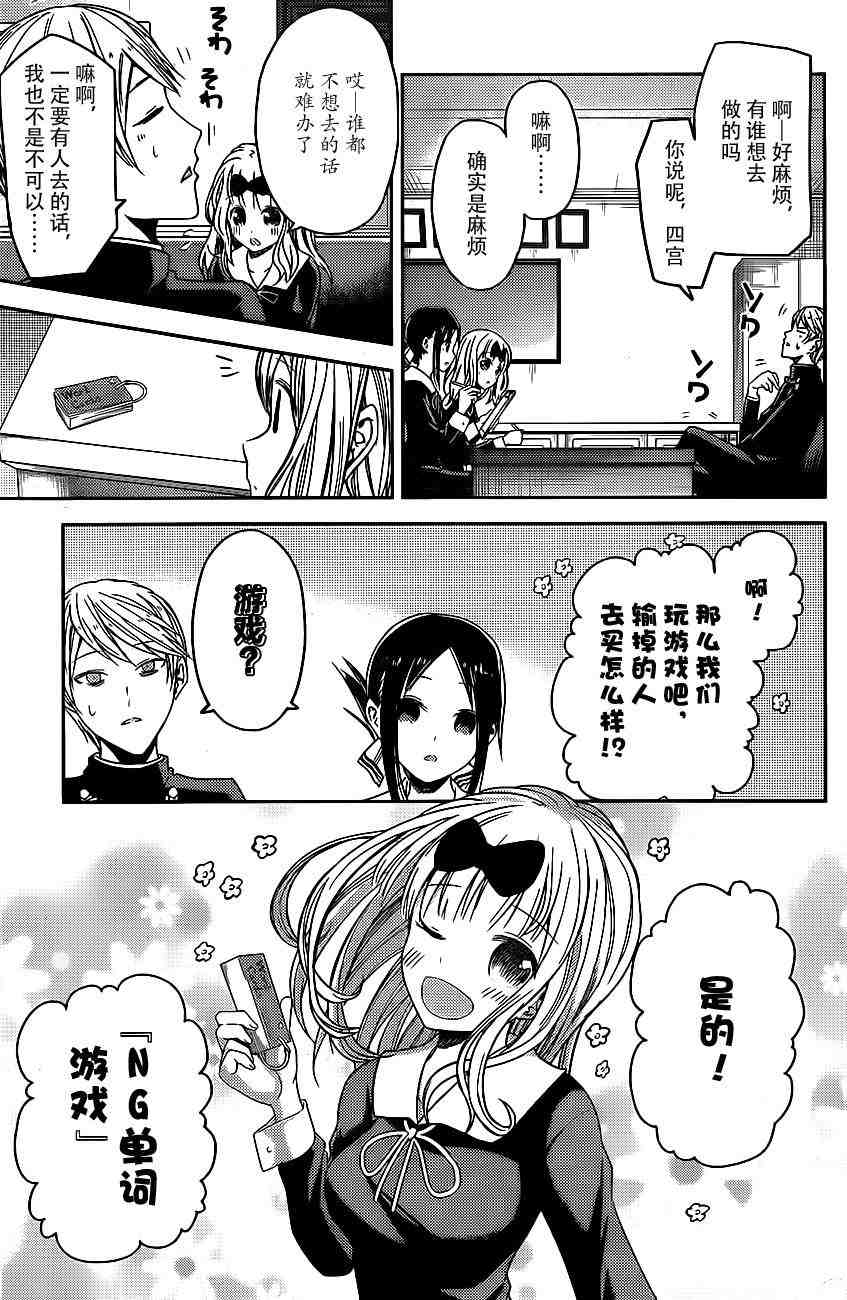 啊—好麻烦,
有谁想去
做的吗
你说呢,四宫
嘛啊……
确实是
麻烦
ソワ
ソワ
哎—谁都
不想去的话
就难办了
そわ
そわ
嘛啊,
一定要有人去的话,
我也不是不可以……
啊!
那么我们
玩游戏吧,
输掉的人
去买怎么样!?
游戏?
是的!
『NG单词
游戏』